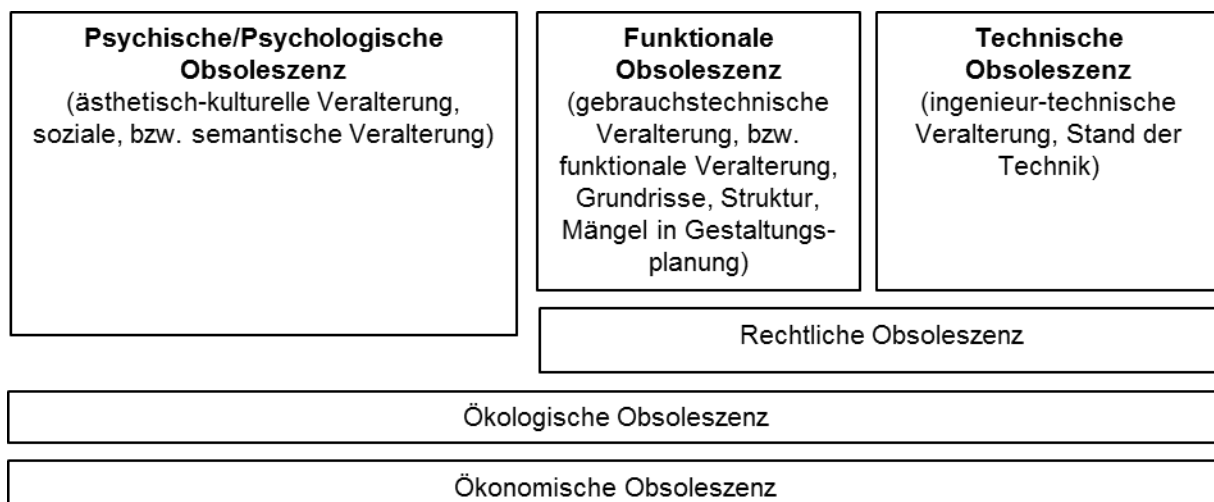 Psychische/Psychologische
Obsoleszenz
(ästhetisch-kulturelle Veralterung,
soziale, bzw. semantische Veralterung)
Funktionale
Obsoleszenz
(gebrauchstechnische
Veralterung, bzw.
funktionale Veralterung,
Grundrisse, Struktur,
Mängel in Gestaltungs-
planung)
Technische
Obsoleszenz
(ingenieur-technische
Veralterung, Stand der
Technik)
Rechtliche Obsoleszenz
Ökologische Obsoleszenz
Ökonomische Obsoleszenz